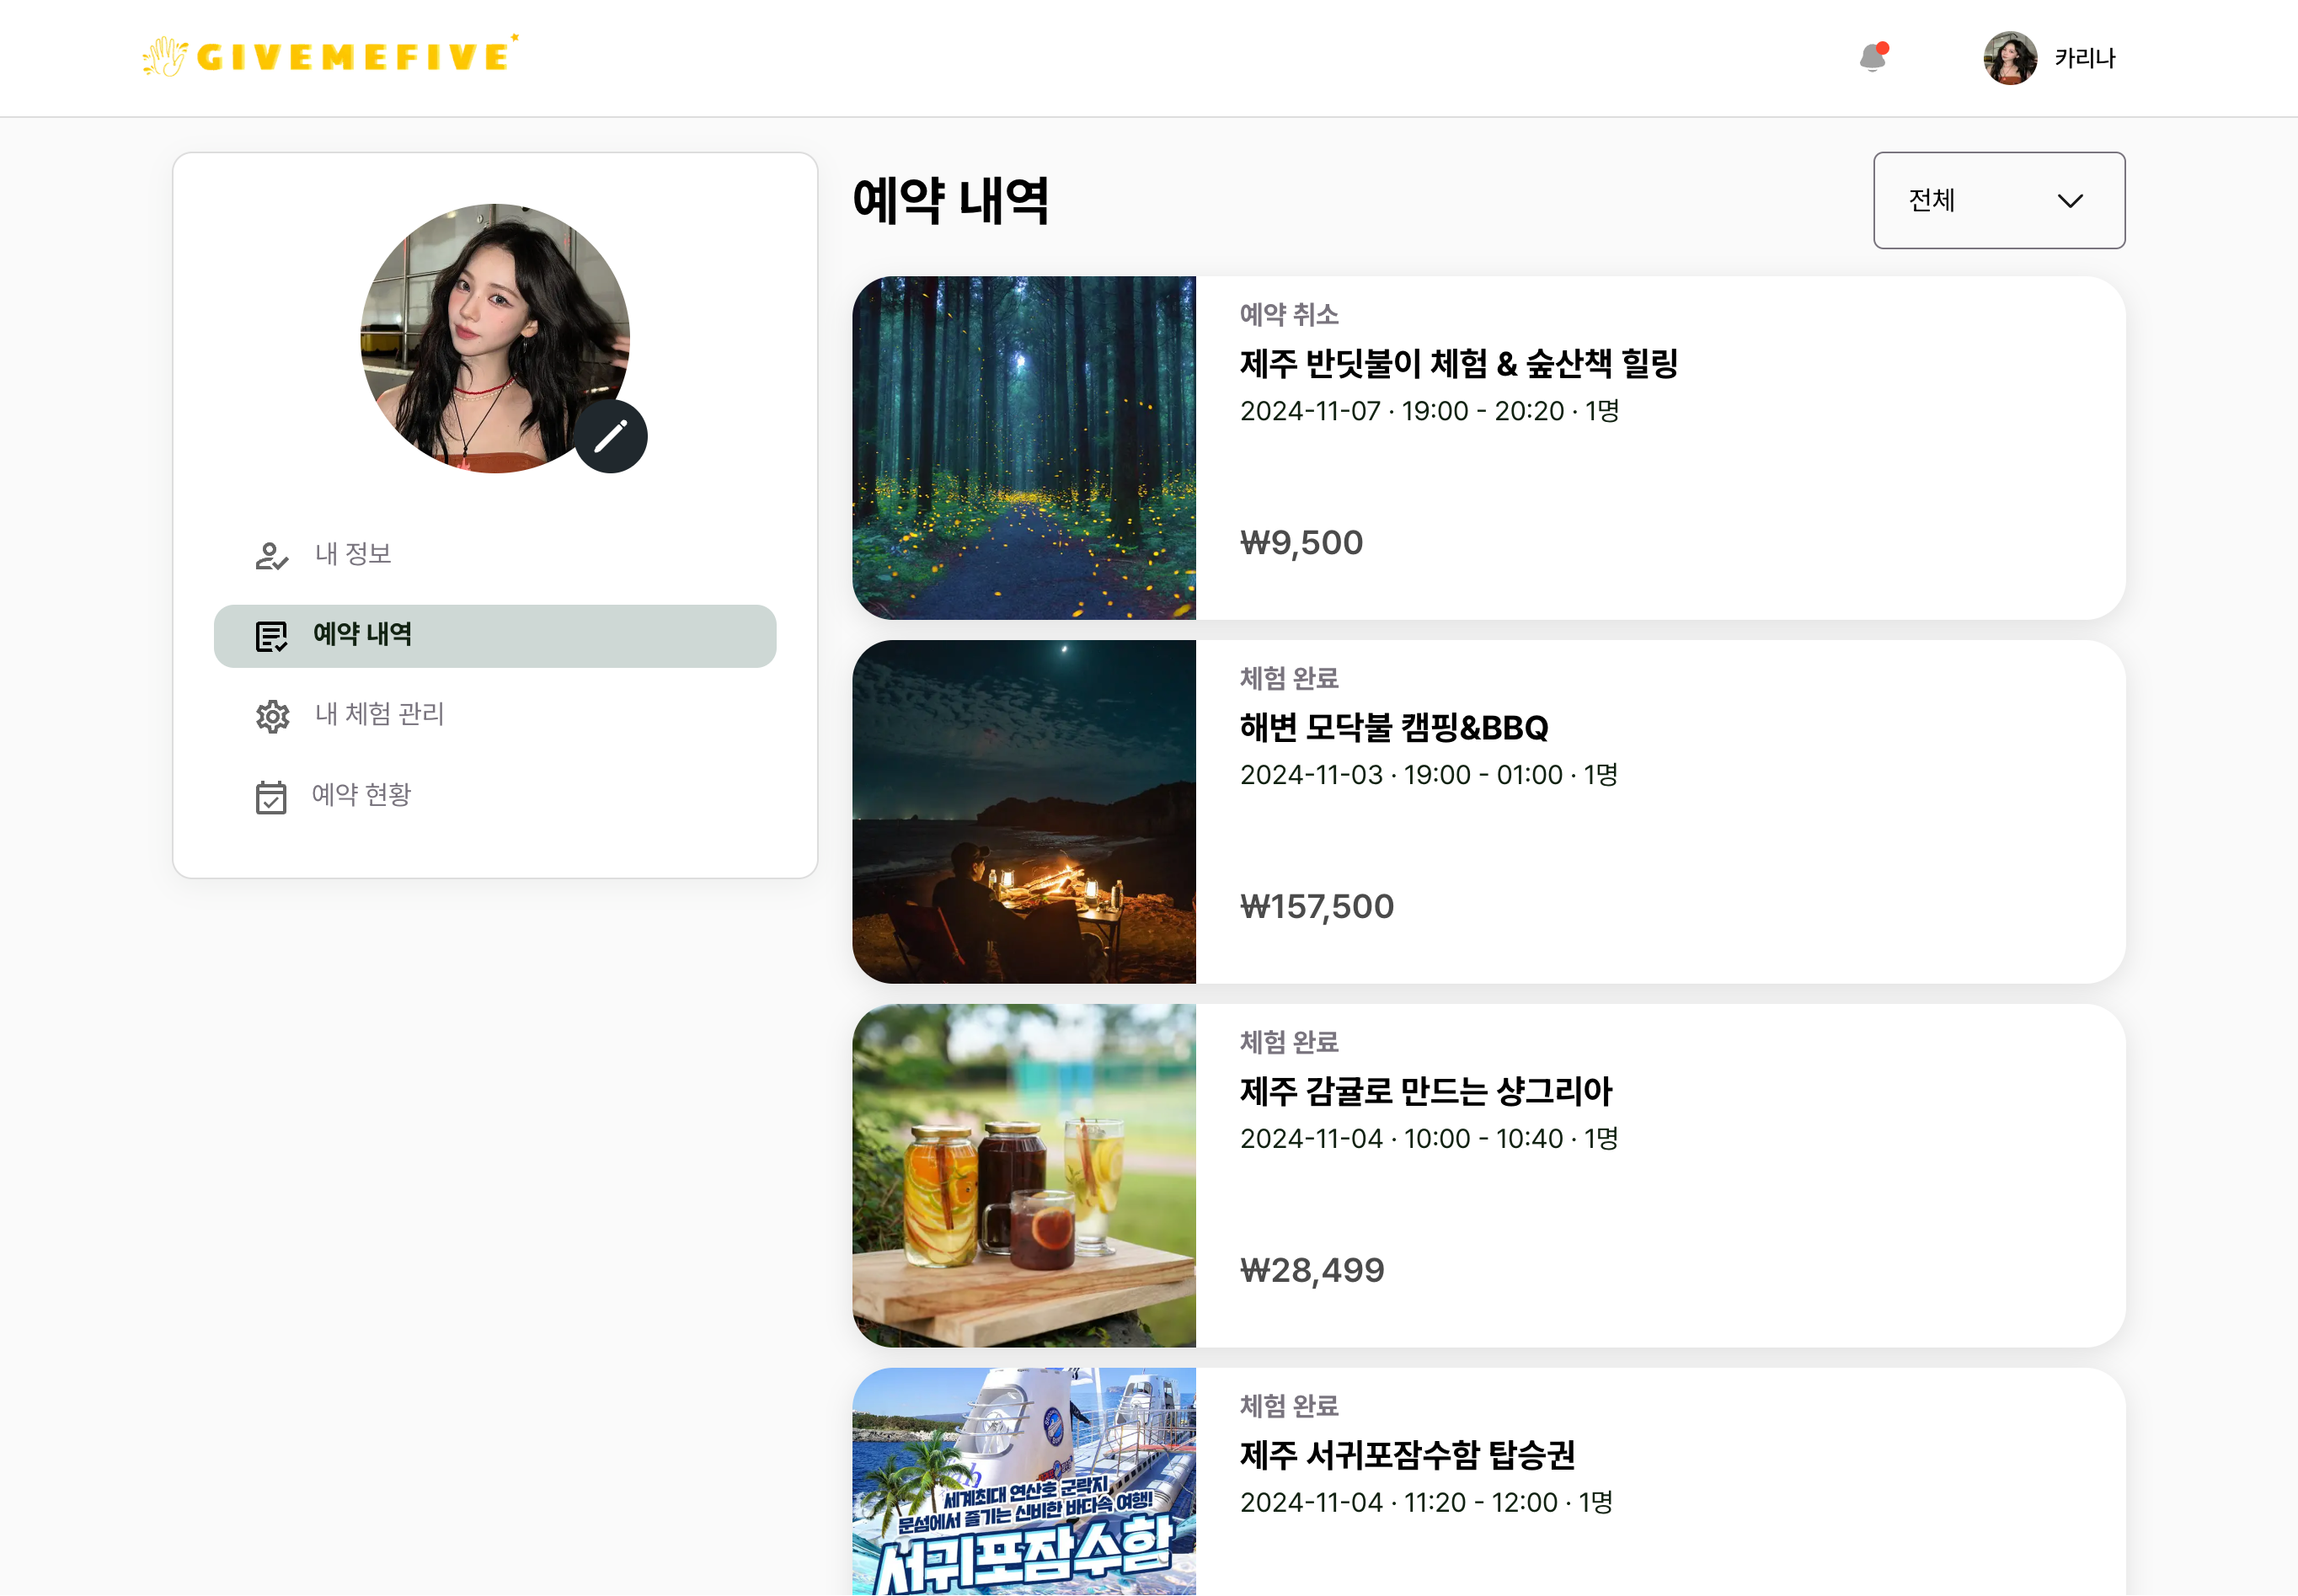 GIVEMEFIVE
카리나
내 정보
예약 내역
내 체험 관리
예약 현황
예약 내역
전체
예약 취소
제주 반딧불이 체험 & 숲산책 힐링
2024-11-07 · 19:00 - 20:20 · 1명
₩9,500
체험 완료
해변 모닥불 캠핑&BBQ
2024-11-03 · 19:00 - 01:00 · 1명
₩157,500
체험 완료
제주 감귤로 만드는 샹그리아
2024-11-04 · 10:00 - 10:40 · 1명
₩28,499
세계최대 연산호 군락지,
문섬에서 즐기는 신비한 바다속 여행!
서귀포잠수함
체험 완료
제주 서귀포잠수함 탑승권
2024-11-04 · 11:20 - 12:00 · 1명